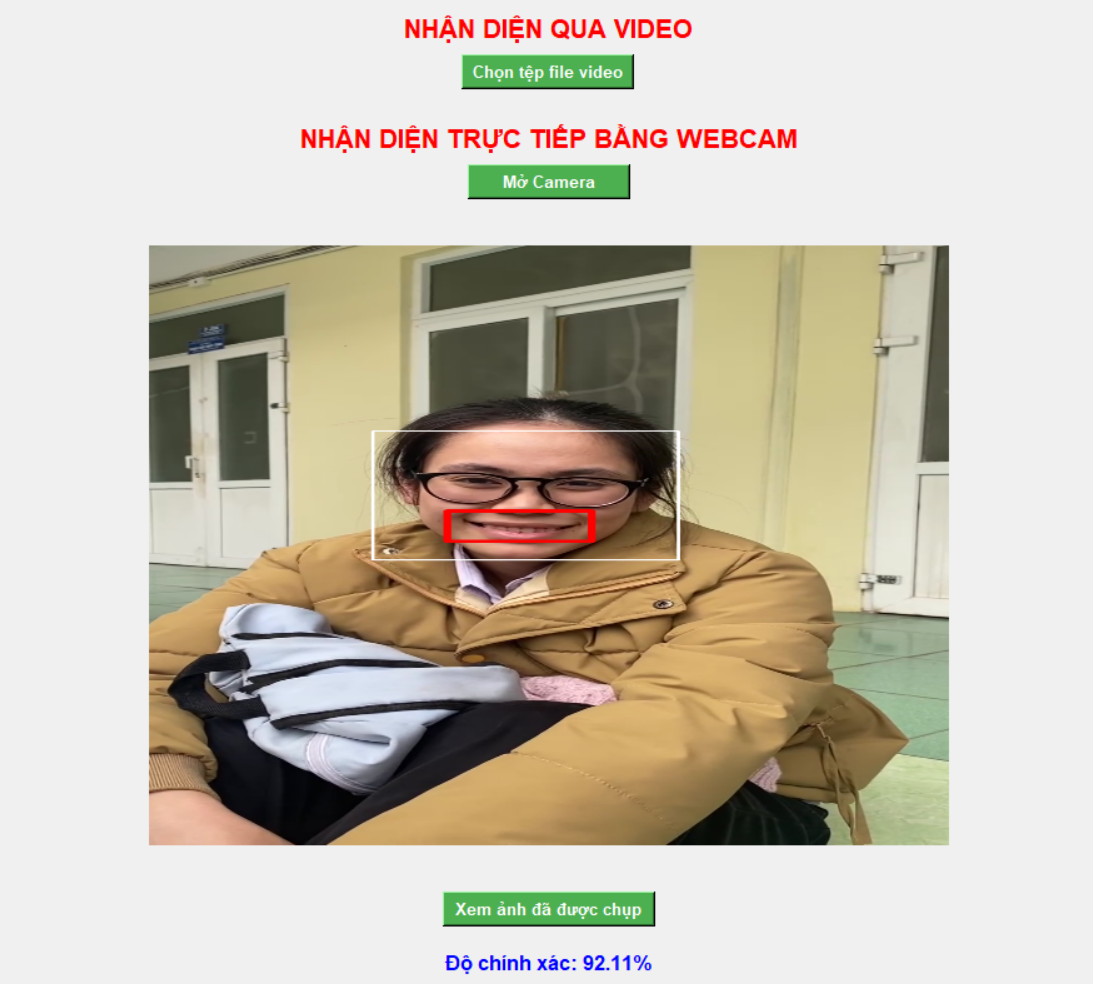 NHẬN DIỆN QUA VIDEO
Chọn tệp file video
NHẬN DIỆN TRỰC TIẾP BẰNG WEBCAM
Mở Camera
Xem ảnh đã được chụp
Độ chính xác: 92.11%